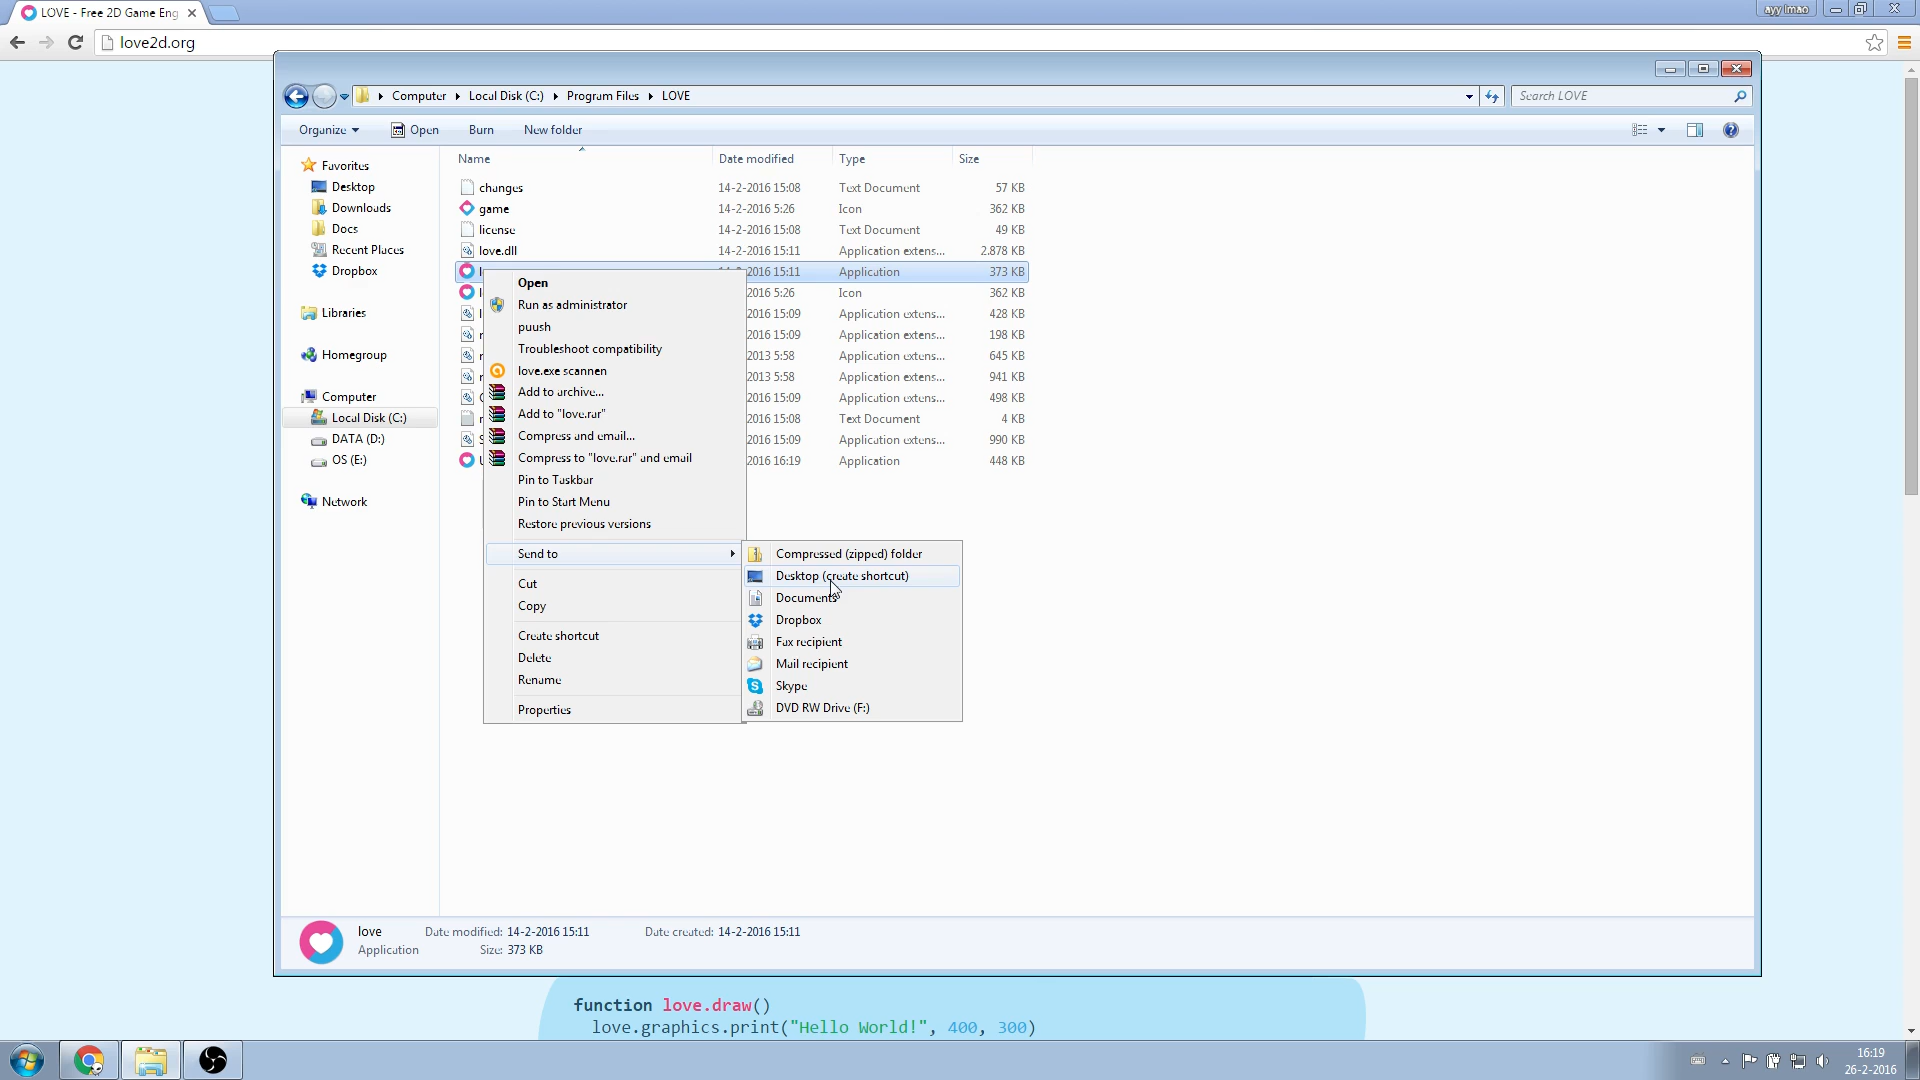 LOVE - Free 2D Game Eng
ayy lmao
love2d.org
Computer Local Disk (C:) Program Files LOVE
Search LOVE
Organize Open Burn New folder
Favorites
Desktop
Downloads
Docs
Recent Places
Dropbox
Libraries
Homegroup
Computer
Local Disk (C:)
DATA (D:)
OS (E:)
Network
Name Date modified Type Size
changes 14-2-2016 15:08 Text Document 57 KB
game 14-2-2016 5:26 Icon 362 KB
license 14-2-2016 15:08 Text Document 49 KB
love.dll 14-2-2016 15:11 Application extens... 2.878 KB
2016 15:11 Application 373 KB
2016 5:26 Icon 362 KB
2016 15:09 Application extens... 428 KB
2016 15:09 Application extens... 198 KB
2013 5:58 Application extens... 645 KB
2013 5:58 Application extens... 941 KB
2016 15:09 Application extens... 498 KB
2016 15:08 Text Document 4 KB
2016 15:09 Application extens... 990 KB
2016 16:19 Application 448 KB
Open
Run as administrator
puush
Troubleshoot compatibility
love.exe scannen
Add to archive...
Add to "love.rar"
Compress and email...
Compress to "love.rar" and email
Pin to Taskbar
Pin to Start Menu
Restore previous versions
Send to
Cut
Copy
Create shortcut
Delete
Rename
Properties
Compressed (zipped) folder
Desktop (create shortcut)
Documents
Dropbox
Fax recipient
Mail recipient
Skype
DVD RW Drive (F:)
love Date modified: 14-2-2016 15:11 Date created: 14-2-2016 15:11
Application Size: 373 KB
function love.draw()
love.graphics.print("Hello World!", 400, 300)
16:19
26-2-2016